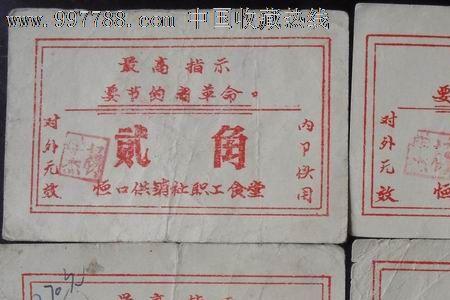 www.997788.com 中国收藏热线
最高指示
要节约闹革命。
贰角
对外无效
内部使用
恒口供销社职工食堂